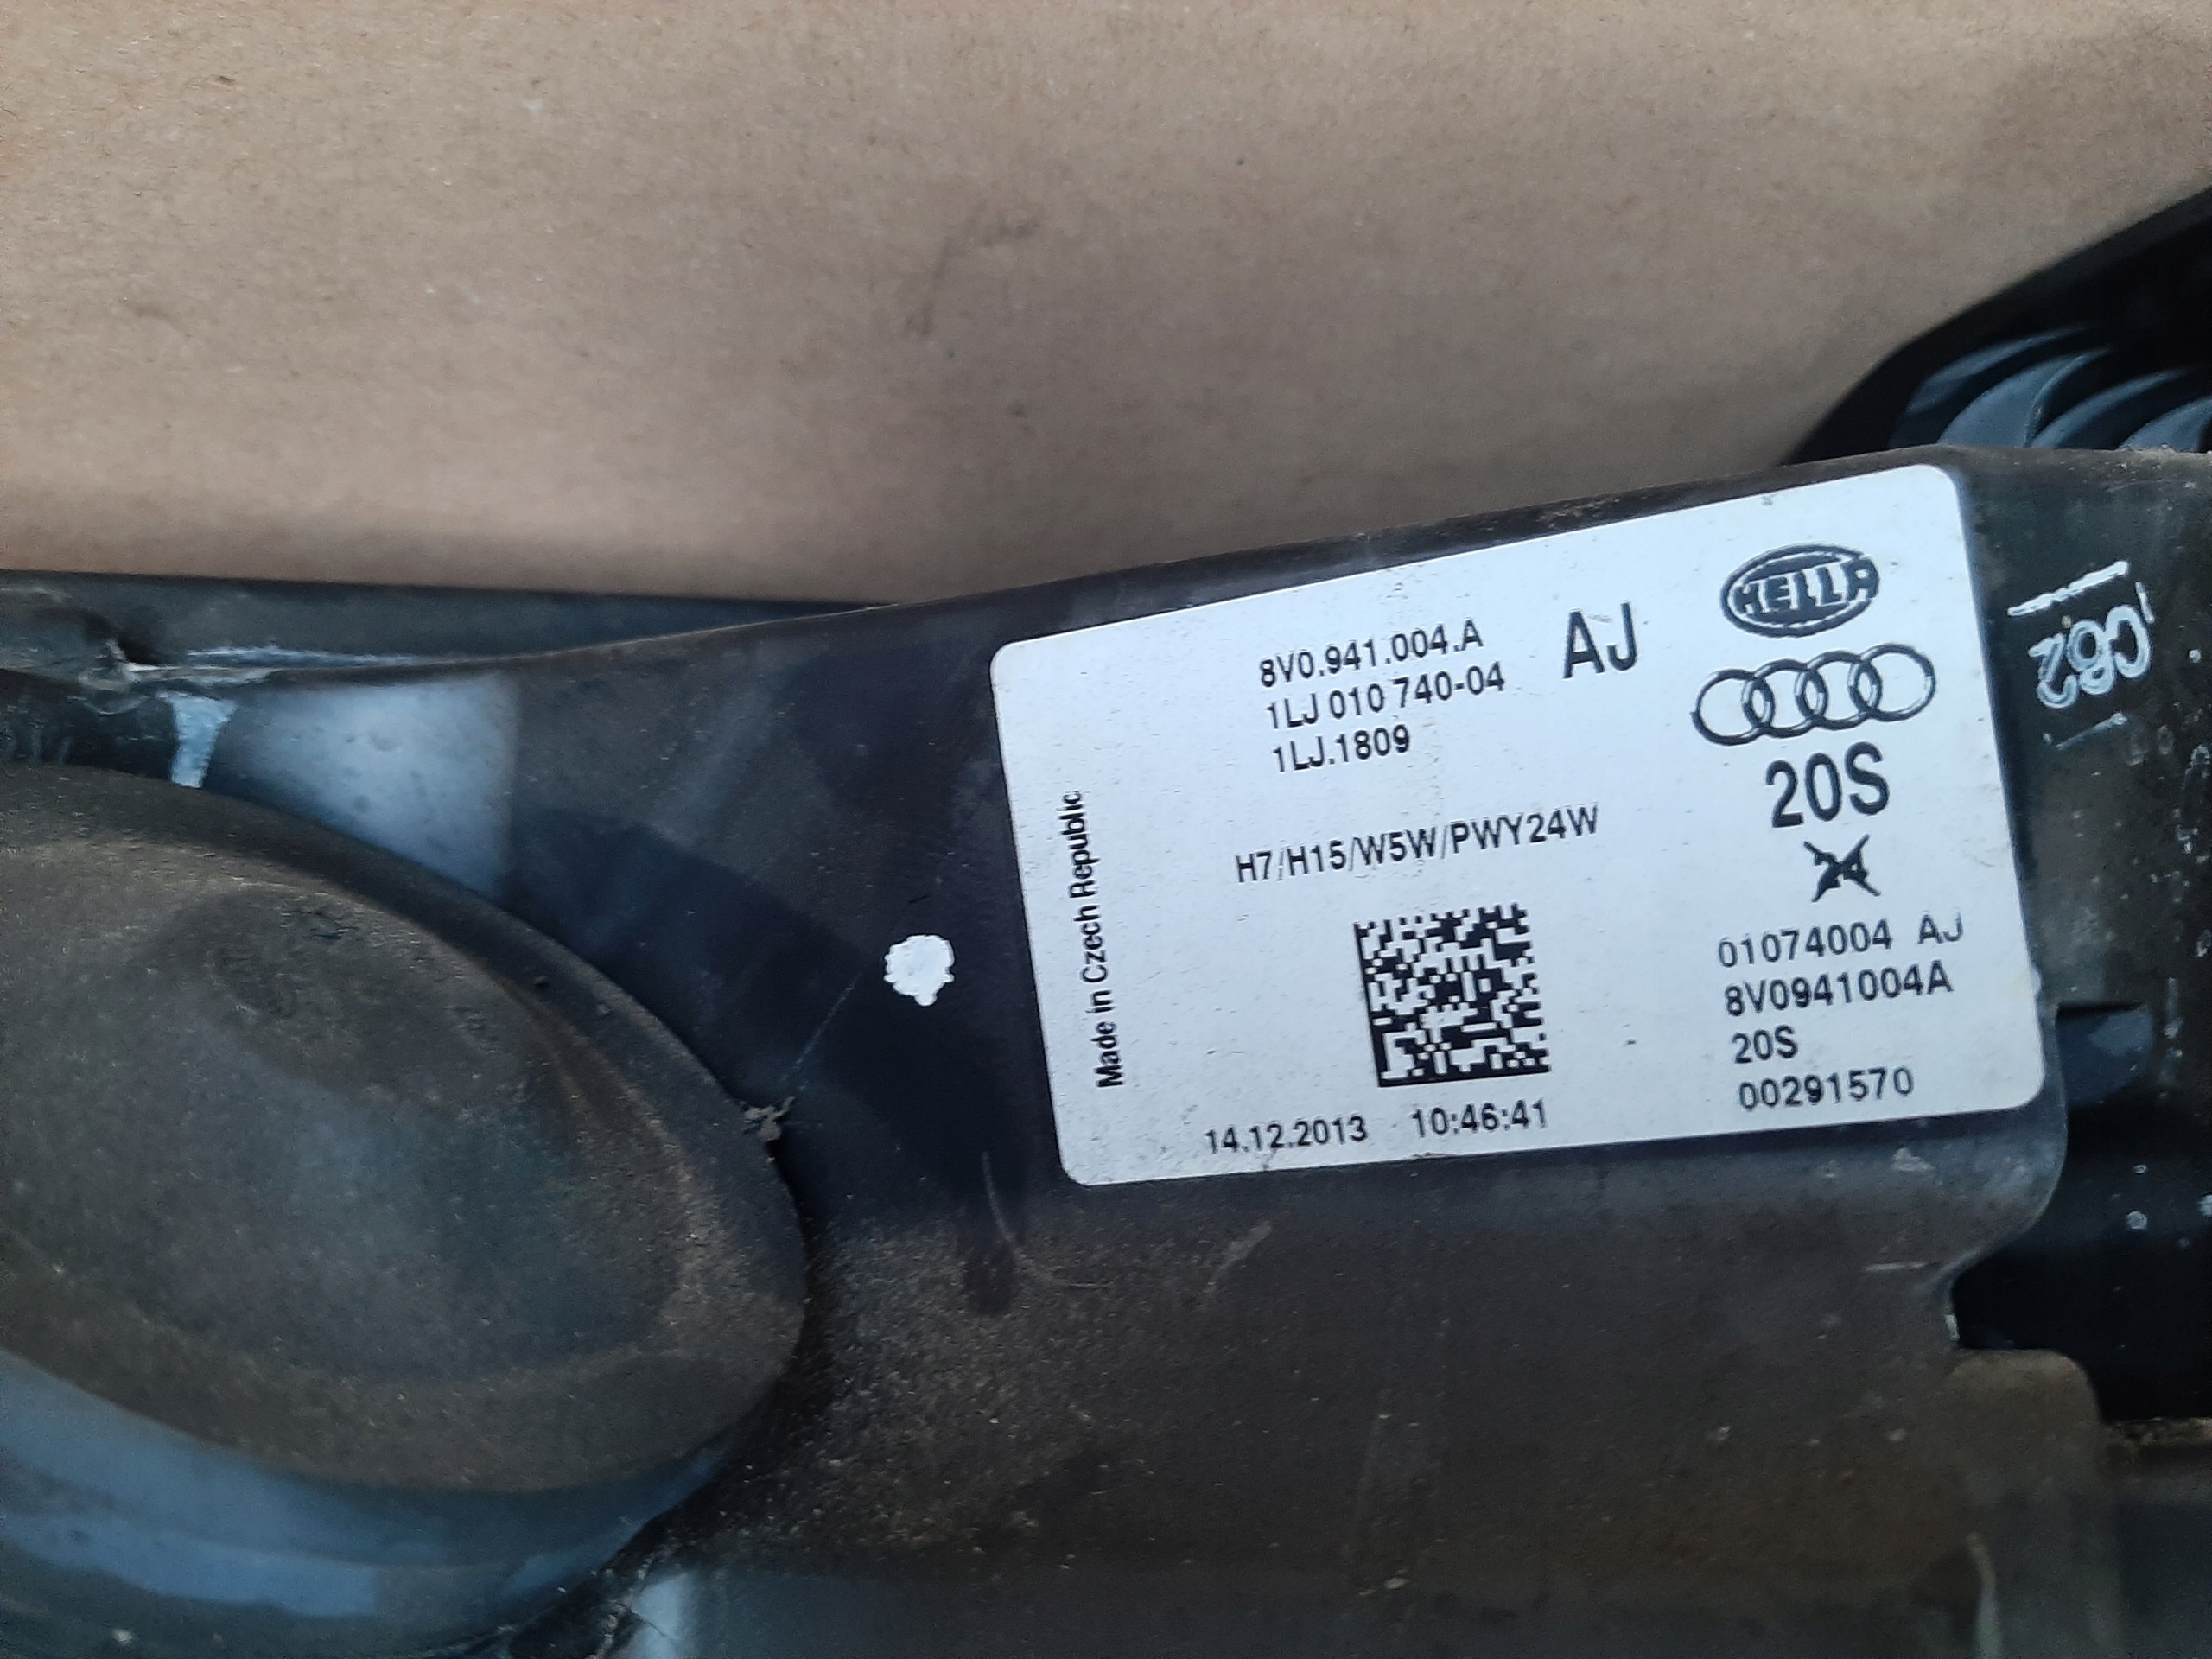 8V0.941.004.A
1LJ 010 740-04
1LJ.1809
AJ
HELLA
20S
H7/H15/W5W/PWY24W
Made in Czech Republic
01074004 AJ
8V0941004A
20S
00291570
14.12.2013 10:46:41